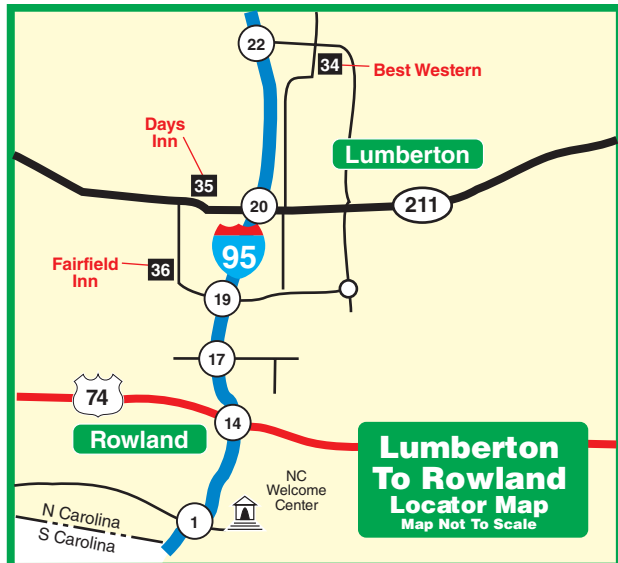 22
34
Best Western
Days
Inn
Lumberton
35
20
211
95
Fairfield
Inn
36
19
17
74
14
Rowland
Lumberton
To Rowland
Locator Map
Map Not To Scale
NC
Welcome
Center
N Carolina
1
S Carolina